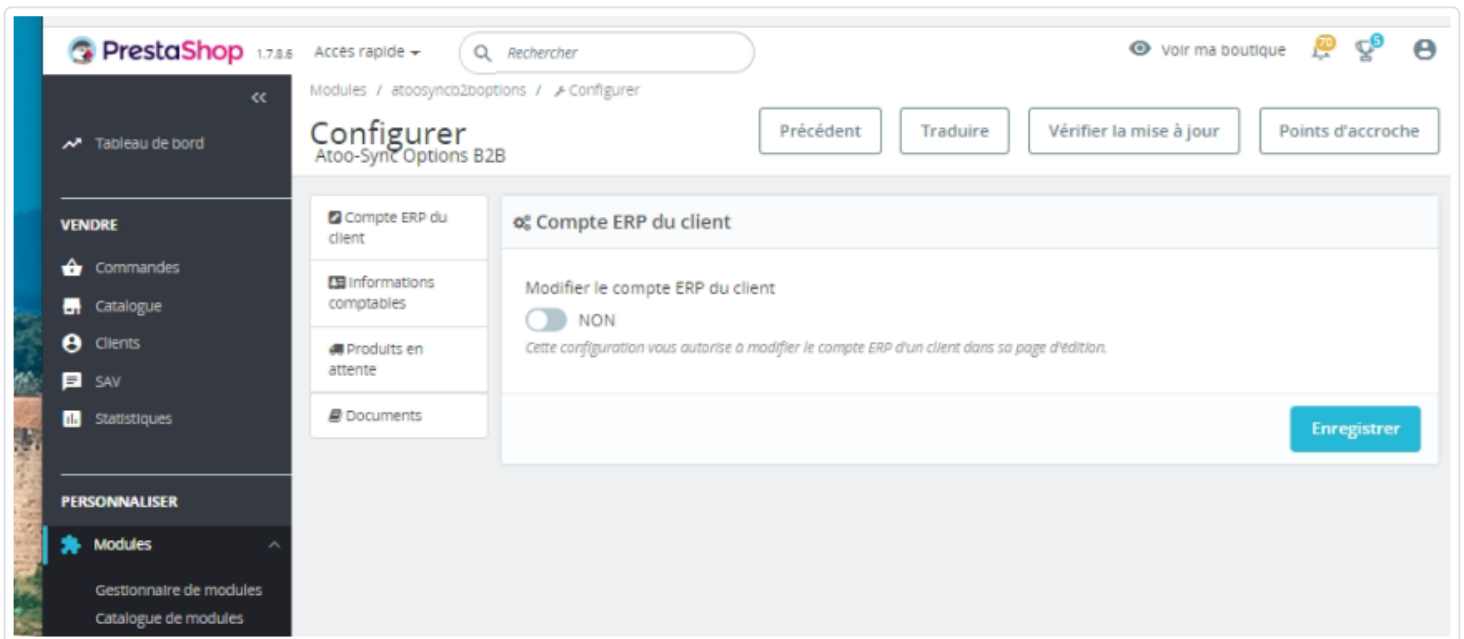 PrestaShop 1.7.8.6 Accès rapide Rechercher Voir ma boutique 70 5
Modules / atoosyncb2boptions / Configurer
Configurer
Atoo-Sync Options B2B
Précédent Traduire Vérifier la mise à jour Points d'accroche
Tableau de bord
VENDRE
Commandes
Catalogue
Clients
SAV
Statistiques
PERSONNALISER
Modules
Gestionnaire de modules
Catalogue de modules
Compte ERP du
client
Informations
comptables
Produits en
attente
Documents
Compte ERP du client
Modifier le compte ERP du client
NON
Cette configuration vous autorise à modifier le compte ERP d'un client dans sa page d'édition.
Enregistrer